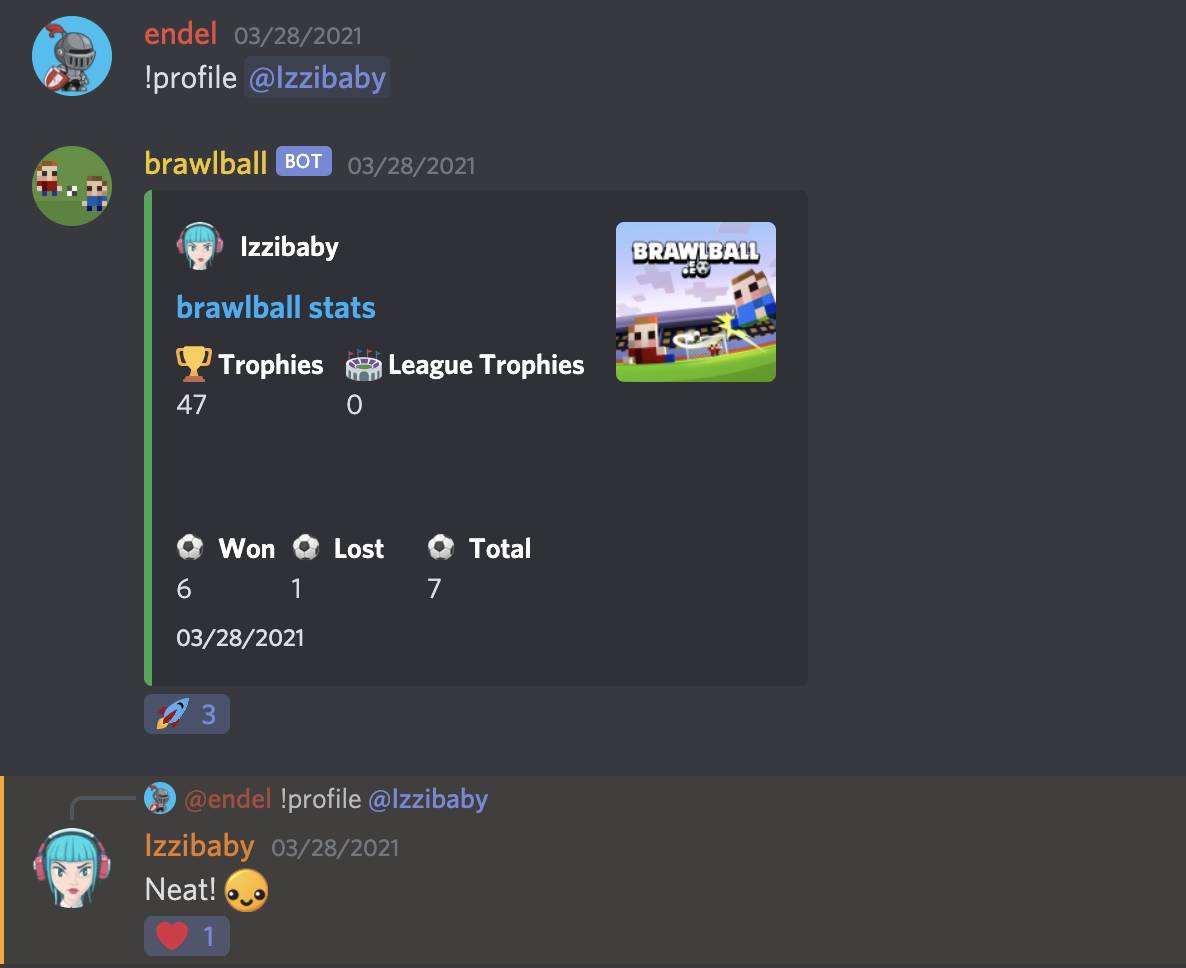 endel 03/28/2021
!profile @Izzibaby
brawlball BOT 03/28/2021
Izzibaby
BRAWLBALL
.IO
brawlball stats
Trophies League Trophies
47 0
Won Lost Total
6 1 7
03/28/2021
3
@endel !profile @Izzibaby
Izzibaby 03/28/2021
Neat!
1